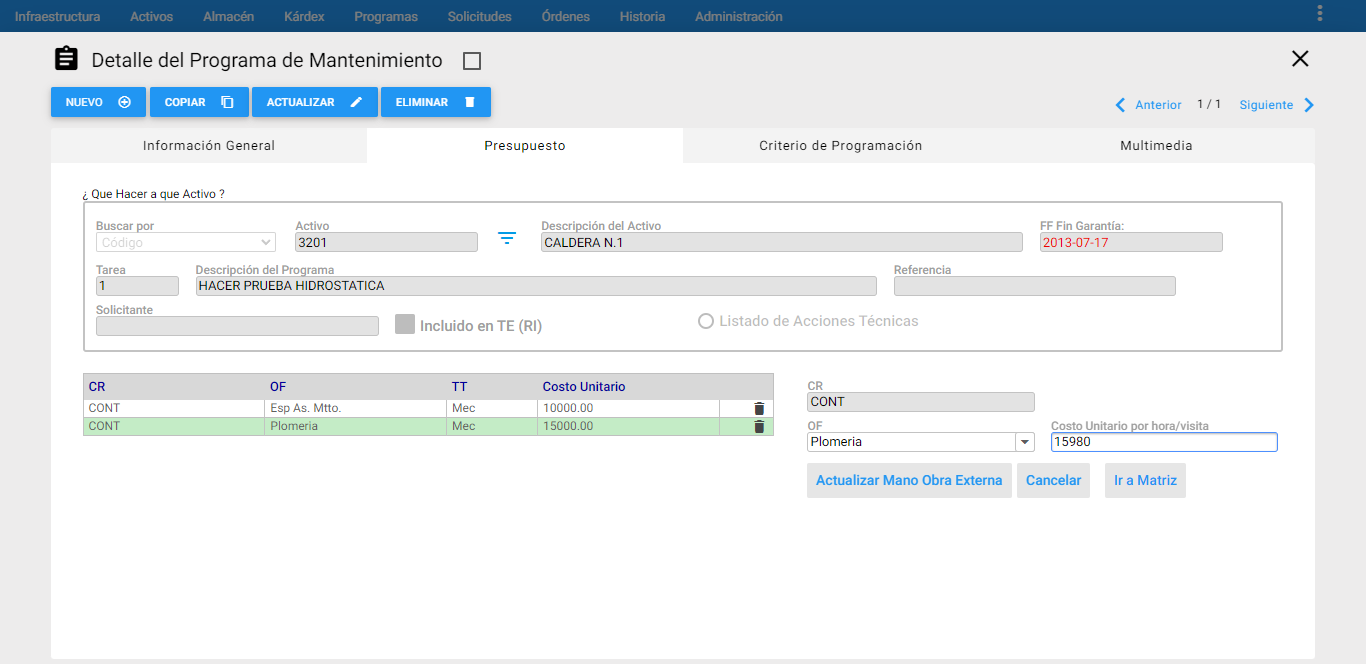 Infraestructura Activos Almacén Kárdex Programas Solicitudes Órdenes Historia Administración
Detalle del Programa de Mantenimiento
NUEVO COPIAR ACTUALIZAR ELIMINAR
Anterior 1 / 1 Siguiente
Información General Presupuesto Criterio de Programación Multimedia
¿ Que Hacer a que Activo ?
Buscar por Activo Descripción del Activo FF Fin Garantía:
Código 3201 CALDERA N.1 2013-07-17
Tarea Descripción del Programa Referencia
1 HACER PRUEBA HIDROSTATICA
Solicitante
Incluido en TE (RI) Listado de Acciones Técnicas
CR OF TT Costo Unitario
CONT Esp As. Mtto. Mec 10000.00
CONT Plomeria Mec 15000.00
CR
CONT
OF Costo Unitario por hora/visita
Plomeria 15980
Actualizar Mano Obra Externa Cancelar Ir a Matriz